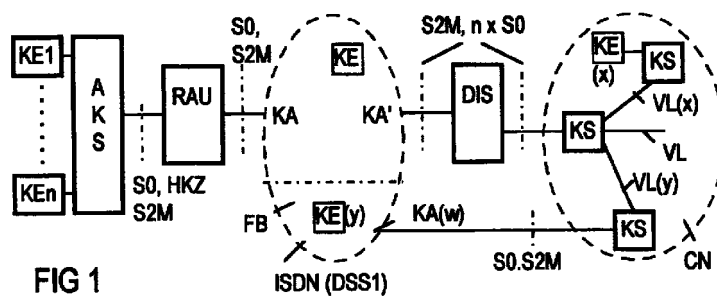 KE1
KEn
A
K
S
S0, HKZ
S2M
RAU
S0,
S2M
KA
KE
KA'
FB
KE(y)
ISDN (DSS1)
S2M, n x S0
DIS
KA(w)
S0.S2M
KE
(x)
KS
VL(x)
KS
VL
VL(y)
KS
CN
FIG 1